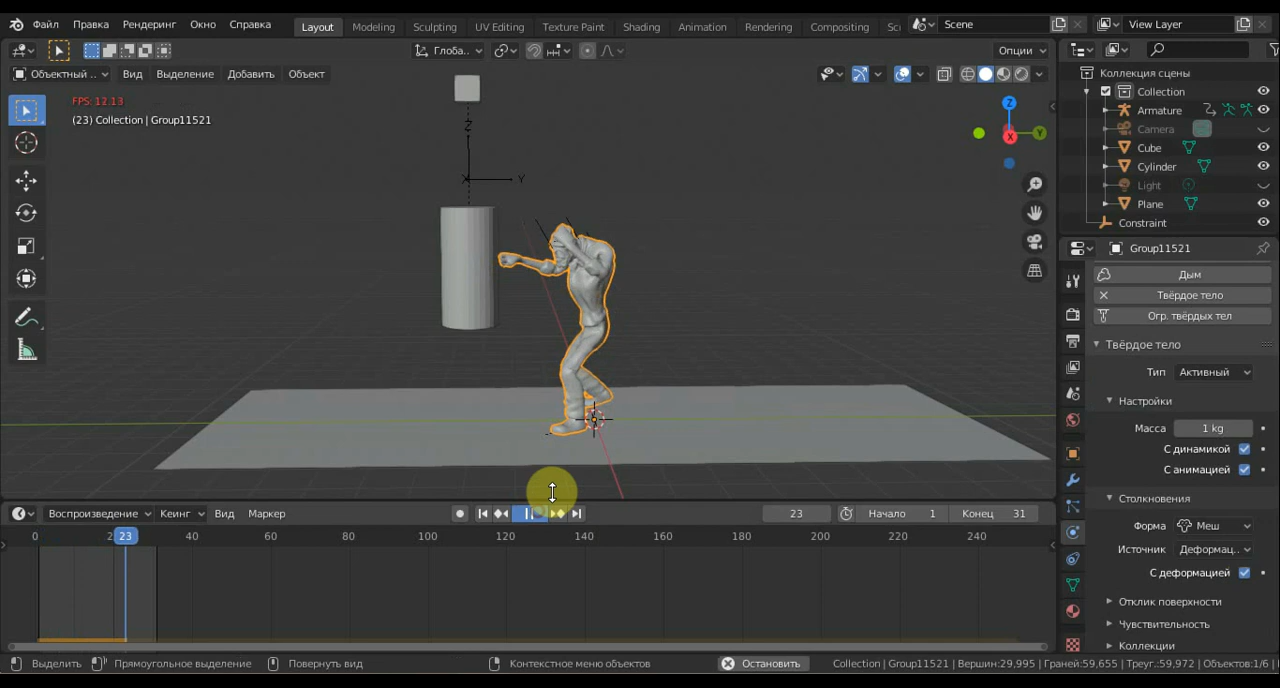 Файл Правка Рендеринг Окно Справка Layout Modeling Sculpting UV Editing Texture Paint Shading Animation Rendering Compositing Sc Scene View Layer
Глоба.. Опции
Объектный .. Вид Выделение Добавить Объект
FPS: 12.13
(23) Collection | Group11521
Z
X Y
Z
Y
X
Коллекция сцены
Collection
Armature
Camera
Cube
Cylinder
Light
Plane
Constraint
Group11521
Дым
Твёрдое тело
Огр. твёрдых тел
Твёрдое тело
Тип Активный
Настройки
Масса 1 kg
С динамикой
С анимацией
Столкновения
Форма Меш
Источник Деформац..
С деформацией
Отклик поверхности
Чувствительность
Коллекции
Воспроизведение Кеинг Вид Маркер 23 Начало 1 Конец 31
0 2 23 40 60 80 100 120 140 160 180 200 220 240
Выделить Прямоугольное выделение Повернуть вид Контекстное меню объектов Остановить Collection | Group11521 | Вершин:29,995 | Граней:59,655 | Треуг.:59,972 | Объектов:1/6 |